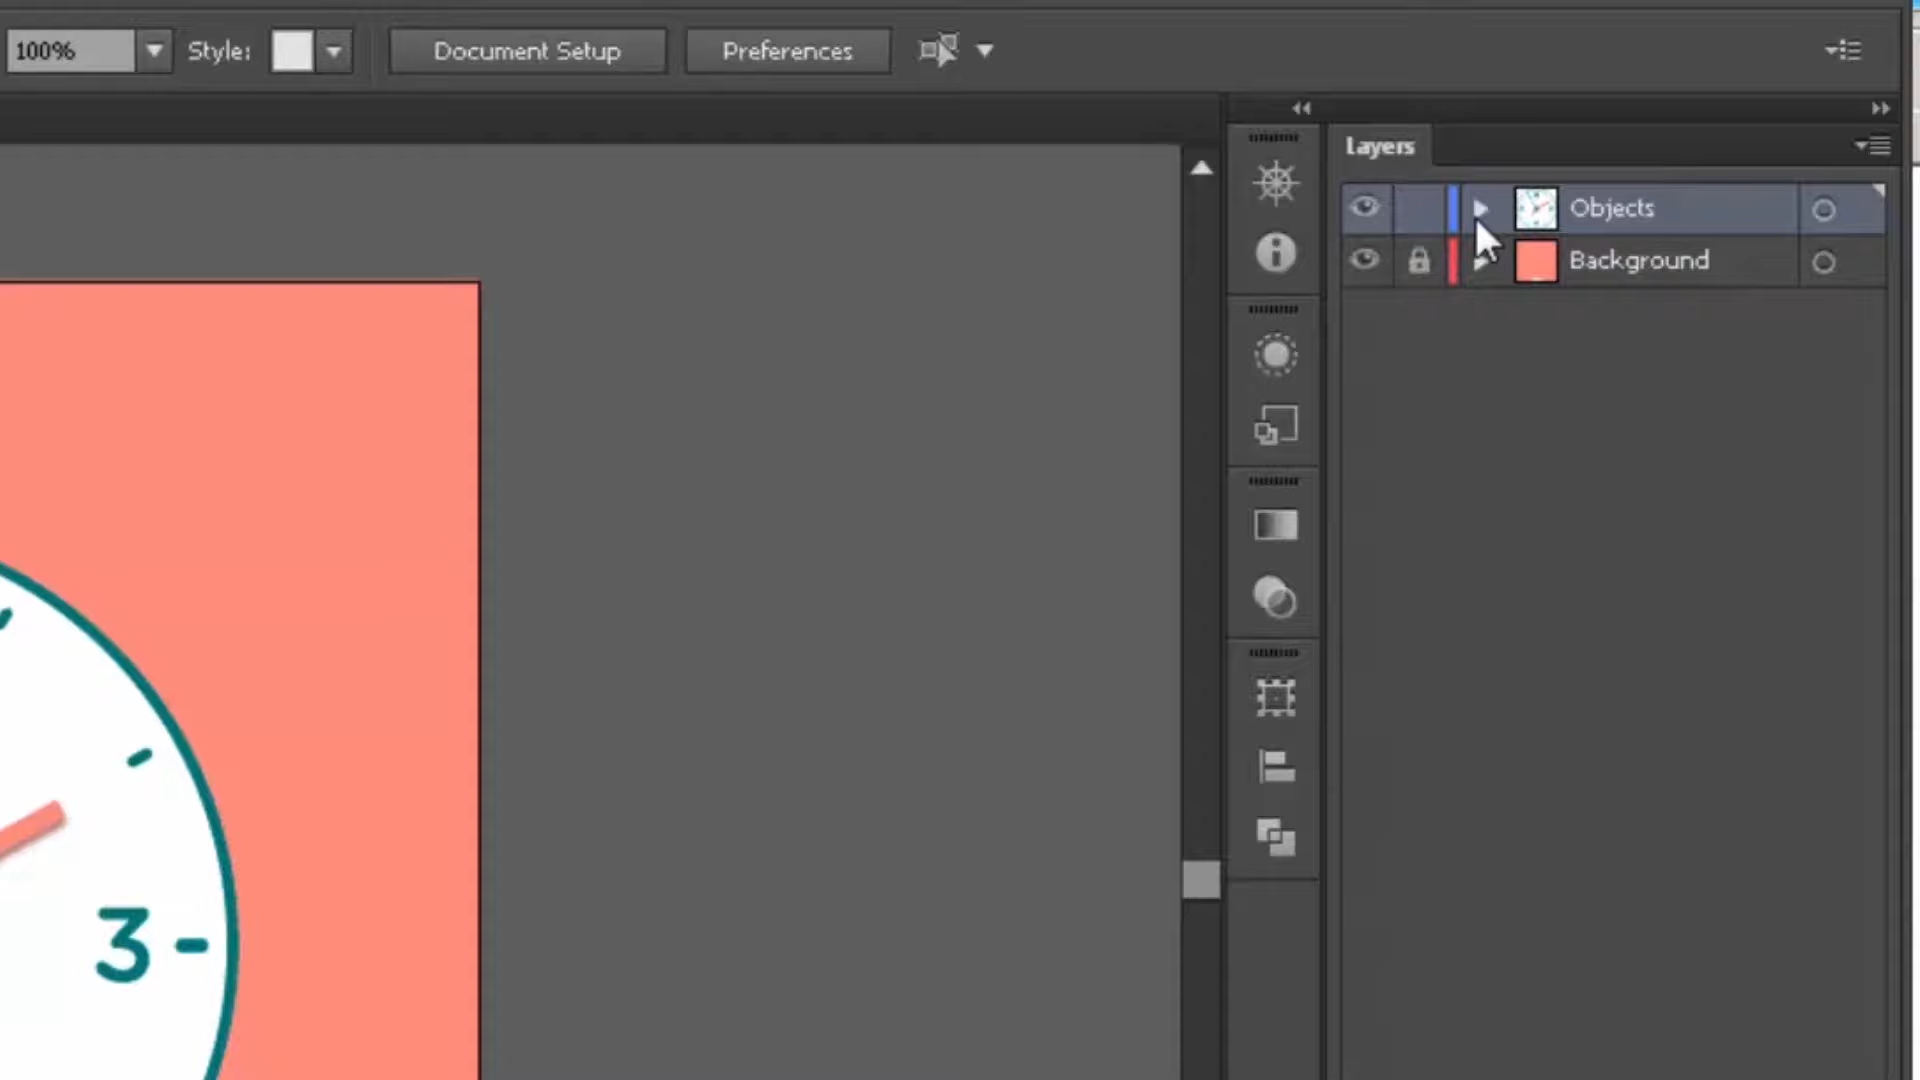 100% Style: Document Setup Preferences
Layers
Objects
Background
3